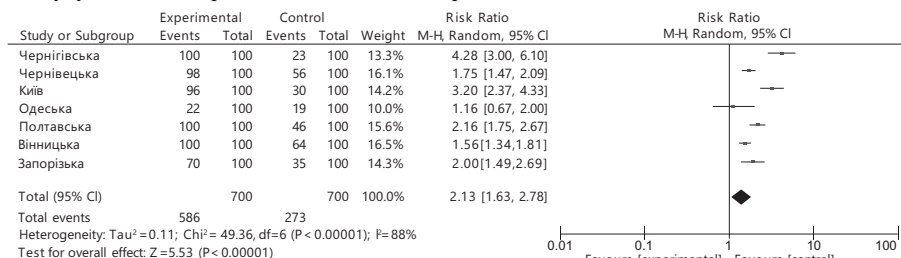 Experimental Control Risk Ratio Risk Ratio
Study or Subgroup Events Total Events Total Weight M-H, Random, 95% CI M-H, Random, 95% CI
Чернігівська 100 100 23 100 13.3% 4.28 [3.00, 6.10]
Чернівецька 98 100 56 100 16.1% 1.75 [1.47, 2.09]
Київ 96 100 30 100 14.2% 3.20 [2.37, 4.33]
Одеська 22 100 19 100 10.0% 1.16 [0.67, 2.00]
Полтавська 100 100 46 100 15.6% 2.16 [1.75, 2.67]
Вінницька 100 100 64 100 16.5% 1.56[1.34,1.81]
Запорізька 70 100 35 100 14.3% 2.00[1.49,2.69]
Total (95% CI) 700 700 100.0% 2.13 [1.63, 2.78]
Total events 586 273
Heterogeneity: Tau² = 0.11; Chi² = 49.36, df=6 (P < 0.00001); I²= 88%
Test for overall effect: Z = 5.53 (P < 0.00001)
0.01 0.1 1 10 100